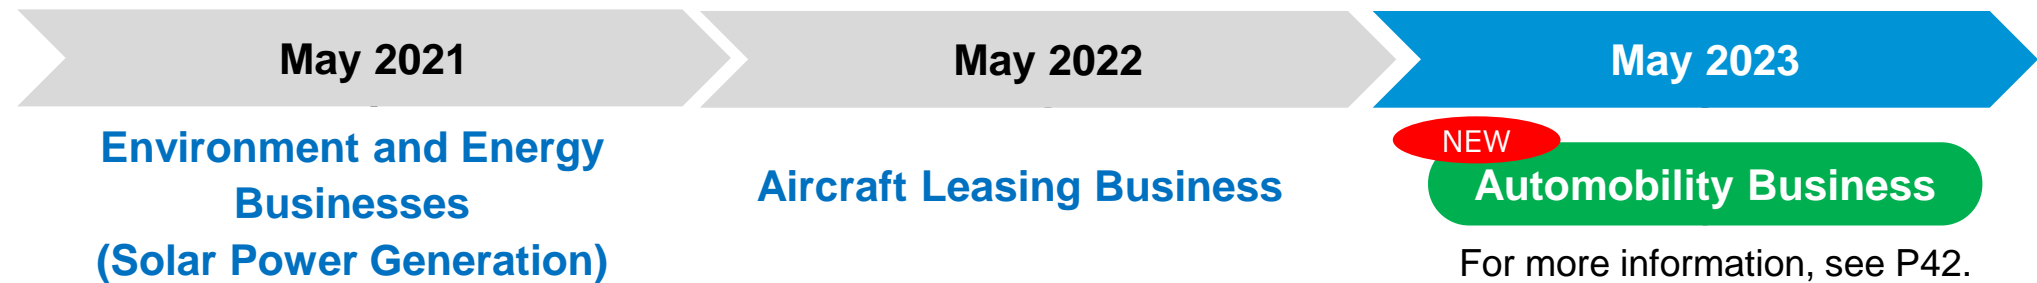 May 2021
May 2022
May 2023
Environment and Energy
Businesses
(Solar Power Generation)
Aircraft Leasing Business
NEW
Automobility Business
For more information, see P42.